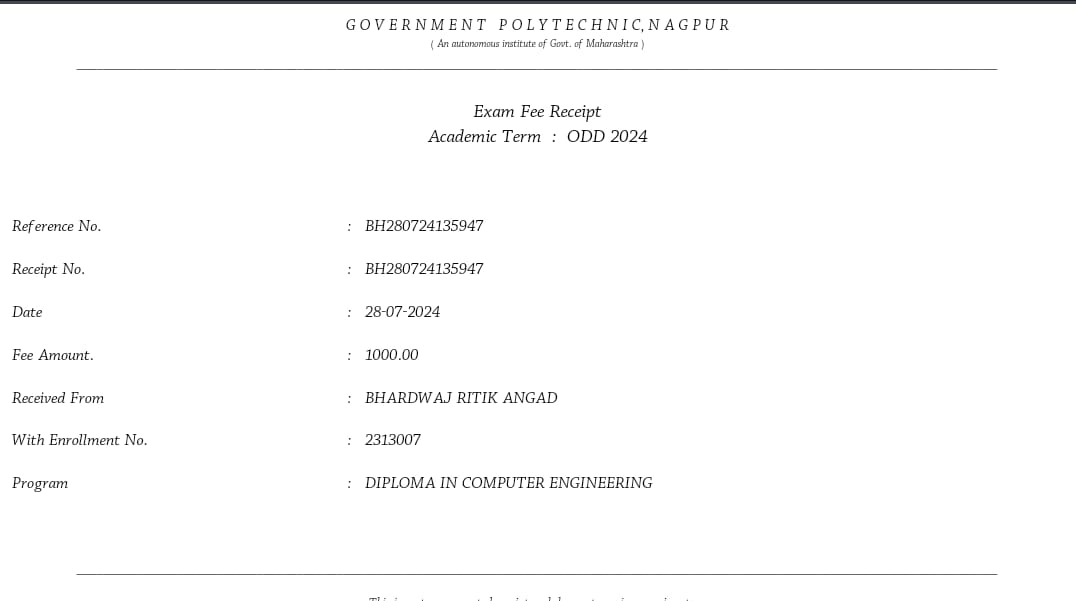 GOVERNMENT POLYTECHNIC, NAGPUR
( An autonomous institute of Govt. of Maharashtra )
Exam Fee Receipt
Academic Term : ODD 2024
Reference No. : BH280724135947
Receipt No. : BH280724135947
Date : 28-07-2024
Fee Amount. : 1000.00
Received From : BHARDWAJ RITIK ANGAD
With Enrollment No. : 2313007
Program : DIPLOMA IN COMPUTER ENGINEERING